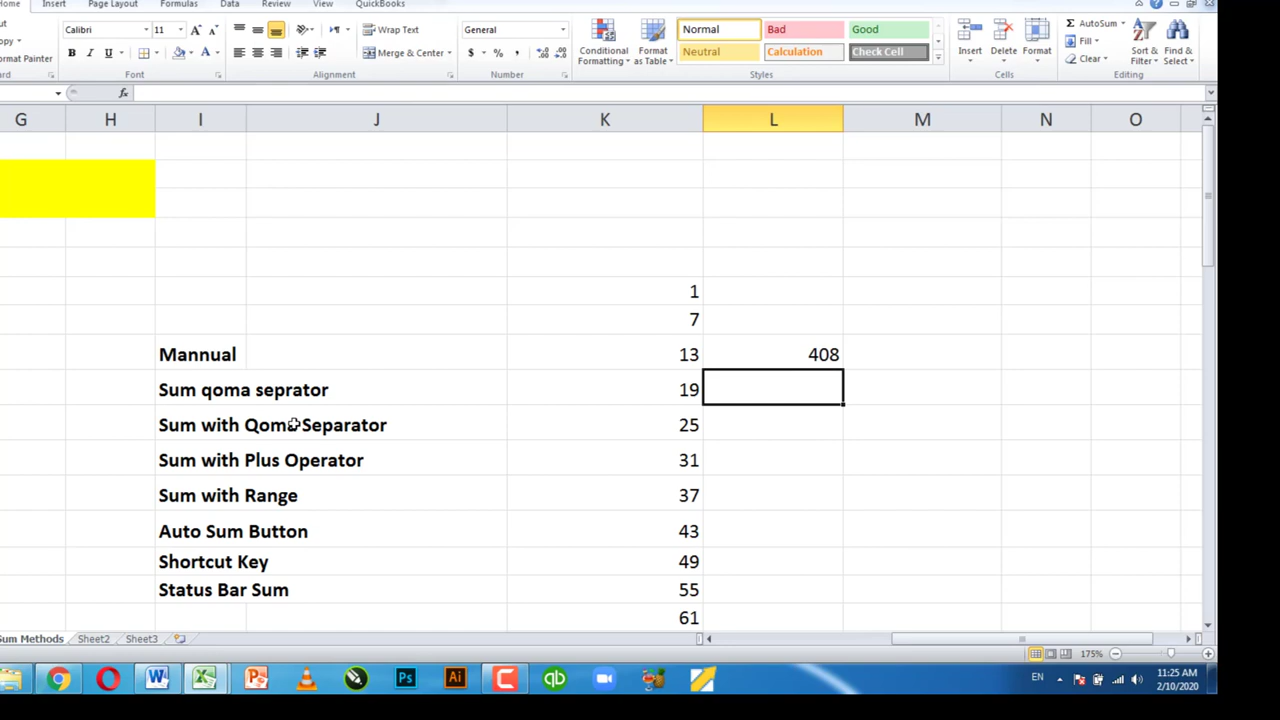 Home Insert Page Layout Formulas Data Review View QuickBooks
Calibri 11 A A Wrap Text General Normal Bad Good AutoSum
Format Painter B I U A Merge & Center $ % , Conditional Formatting Format as Table Neutral Calculation Check Cell Insert Delete Format Fill Clear Sort & Filter Find & Select
Font Alignment Number Styles Cells Editing
fx
G H I J K L M N O
1
7
Mannual 13 408
Sum qoma seprator 19
Sum with Qoma Separator 25
Sum with Plus Operator 31
Sum with Range 37
Auto Sum Button 43
Shortcut Key 49
Status Bar Sum 55
61
Sum Methods Sheet2 Sheet3
175%
EN 11:25 AM
2/10/2020